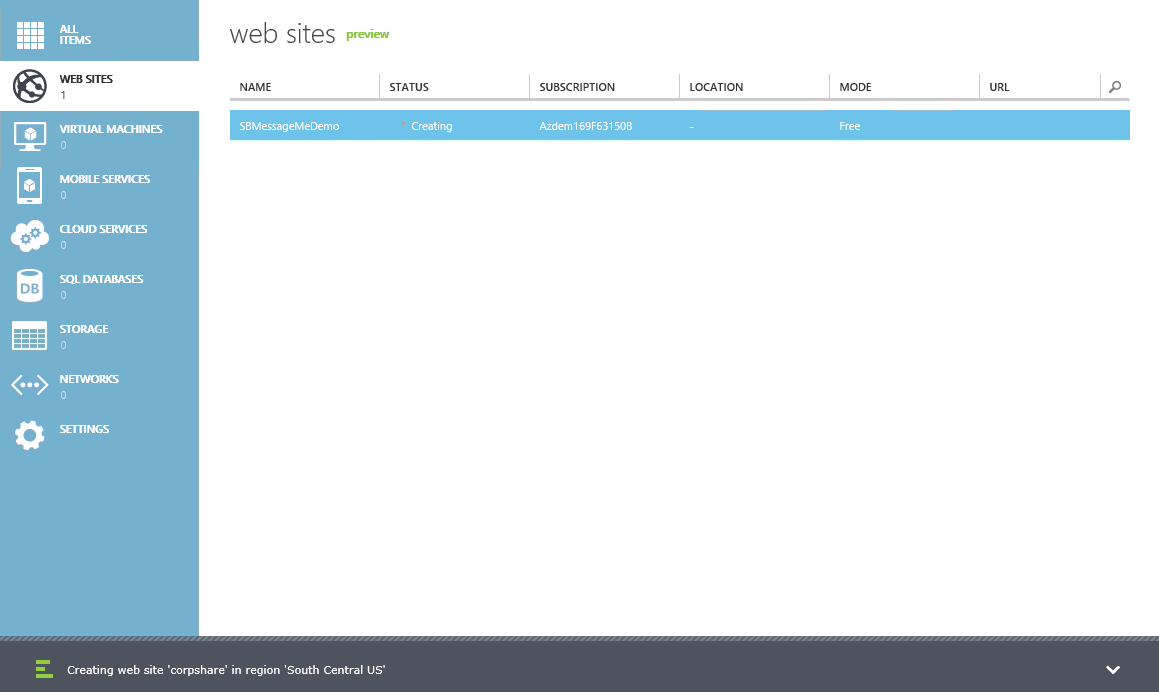 ALL
ITEMS
WEB SITES
1
VIRTUAL MACHINES
0
MOBILE SERVICES
0
CLOUD SERVICES
0
DB
SQL DATABASES
0
STORAGE
0
NETWORKS
0
SETTINGS
web sites preview
NAME STATUS SUBSCRIPTION LOCATION MODE URL
SBMessageMeDemo * Creating Azdem169F63150B - Free
Creating web site 'corpshare' in region 'South Central US'